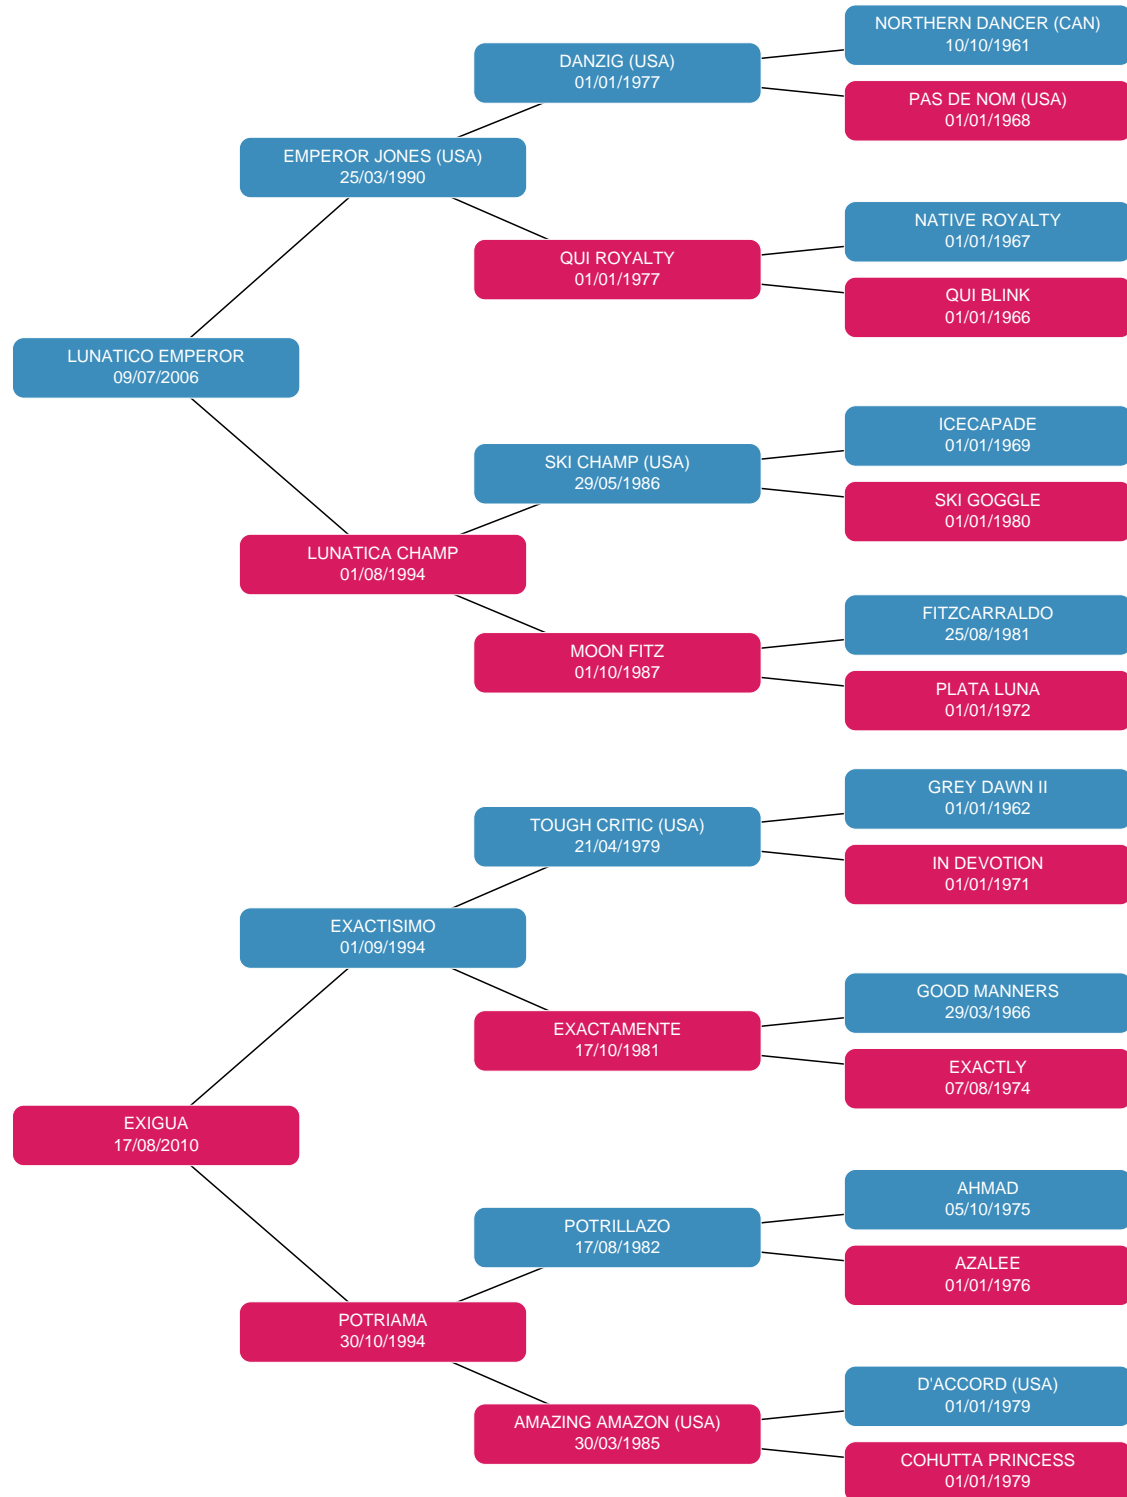 NORTHERN DANCER (CAN)
10/10/1961
DANZIG (USA)
01/01/1977
PAS DE NOM (USA)
01/01/1968
EMPEROR JONES (USA)
25/03/1990
NATIVE ROYALTY
01/01/1967
QUI ROYALTY
01/01/1977
QUI BLINK
01/01/1966
LUNATICO EMPEROR
09/07/2006
ICECAPADE
01/01/1969
SKI CHAMP (USA)
29/05/1986
SKI GOGGLE
01/01/1980
LUNATICA CHAMP
01/08/1994
FITZCARRALDO
25/08/1981
MOON FITZ
01/10/1987
PLATA LUNA
01/01/1972
GREY DAWN II
01/01/1962
TOUGH CRITIC (USA)
21/04/1979
IN DEVOTION
01/01/1971
EXACTISIMO
01/09/1994
GOOD MANNERS
29/03/1966
EXACTAMENTE
17/10/1981
EXACTLY
07/08/1974
EXIGUA
17/08/2010
AHMAD
05/10/1975
POTRILLAZO
17/08/1982
AZALEE
01/01/1976
POTRIAMA
30/10/1994
D'ACCORD (USA)
01/01/1979
AMAZING AMAZON (USA)
30/03/1985
COHUTTA PRINCESS
01/01/1979